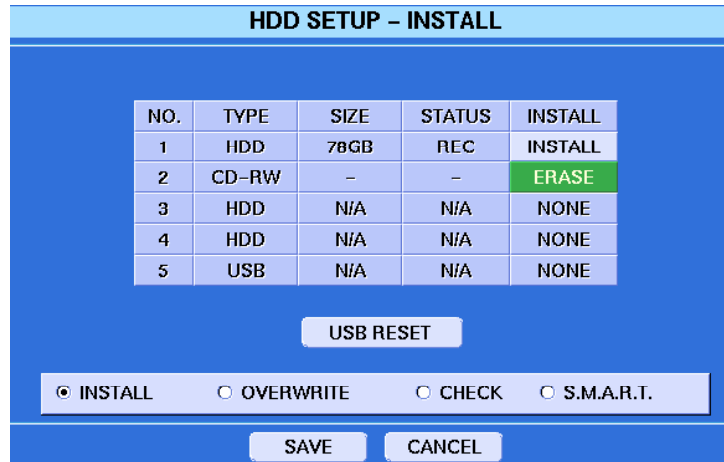 HDD SETUP – INSTALL
NO. TYPE SIZE STATUS INSTALL
1 HDD 78GB REC INSTALL
2 CD-RW – – ERASE
3 HDD N/A N/A NONE
4 HDD N/A N/A NONE
5 USB N/A N/A NONE
USB RESET
INSTALL OVERWRITE CHECK S.M.A.R.T.
SAVE CANCEL